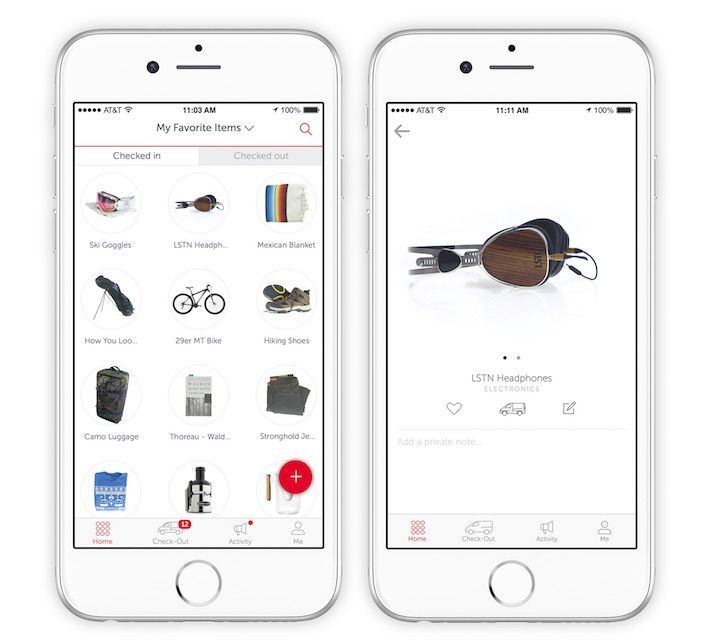 AT&T 11:03 AM 100%
My Favorite Items
Checked in Checked out
Ski Goggles LSTN Headph... Mexican Blanket
How You Loo... 29er MT Bike Hiking Shoes
WALDEN
Camo Luggage Thoreau - Wald... Stronghold Je...
+
12
Home Check-Out Activity Me
AT&T 11:11 AM 100%
LSTN
LSTN Headphones
ELECTRONICS
Add a private note...
Home Check-Out Activity Me